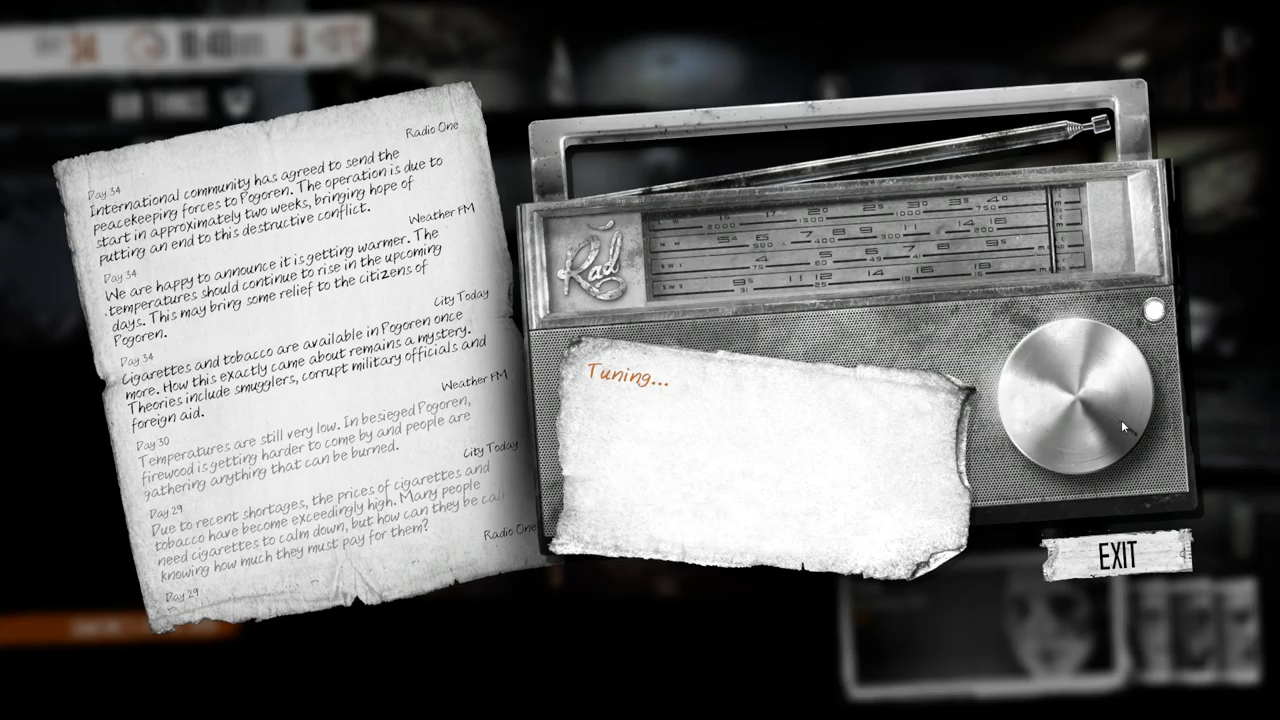 34
Radio One
Day 34
International community has agreed to send the
peacekeeping forces to Pogoren. The operation is due to
start in approximately two weeks, bringing hope of
putting an end to this destructive conflict.
Weather FM
Day 34
We are happy to announce it is getting warmer. The
temperatures should continue to rise in the upcoming
days. This may bring some relief to the citizens of
Pogoren.
City Today
Day 34
Cigarettes and tobacco are available in Pogoren once
more. How this exactly came about remains a mystery.
Theories include smugglers, corrupt military officials and
foreign aid.
Weather FM
Day 30
Temperatures are still very low. In besieged Pogoren,
firewood is getting harder to come by and people are
gathering anything that can be burned.
City Today
Day 29
Due to recent shortages, the prices of cigarettes and
tobacco have become exceedingly high. Many people
need cigarettes to calm down, but how can they be
knowing how much they must pay for them?
Radio One
Day 29
Rad
Tuning...
EXIT